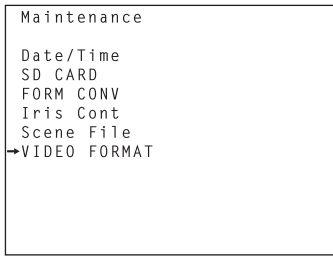 Maintenance
Date/Time
SD CARD
FORM CONV
Iris Cont
Scene File
→VIDEO FORMAT